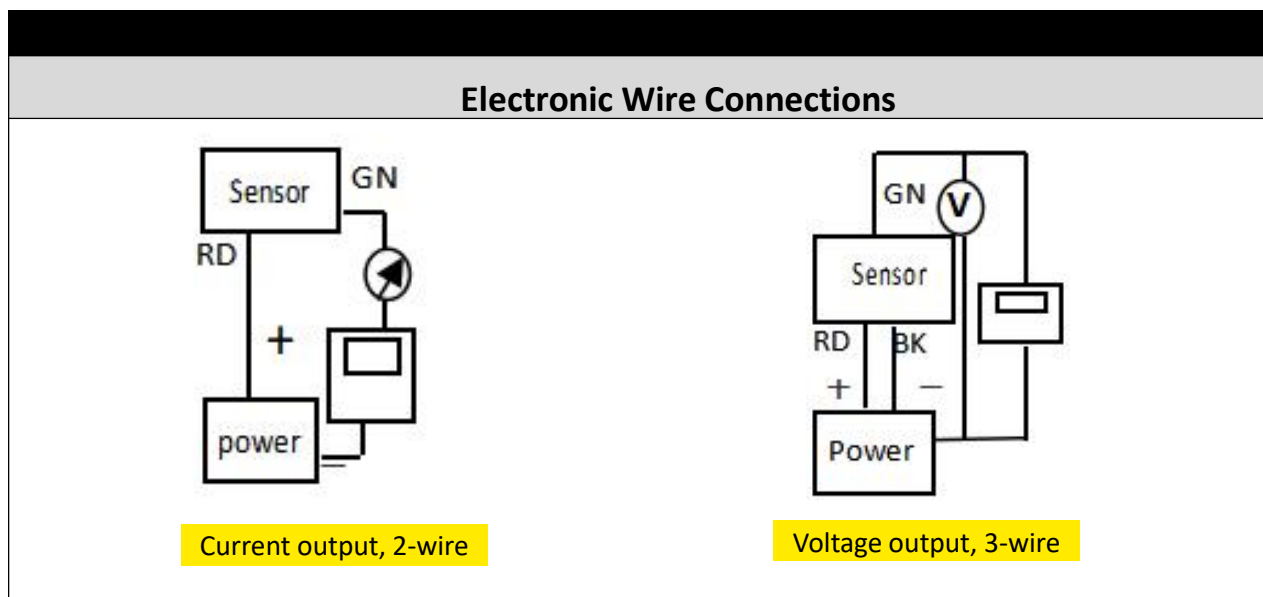 Electronic Wire Connections
Sensor
GN
RD
+
power
−
Current output, 2-wire
GN
V
Sensor
RD
BK
+
−
Power
Voltage output, 3-wire